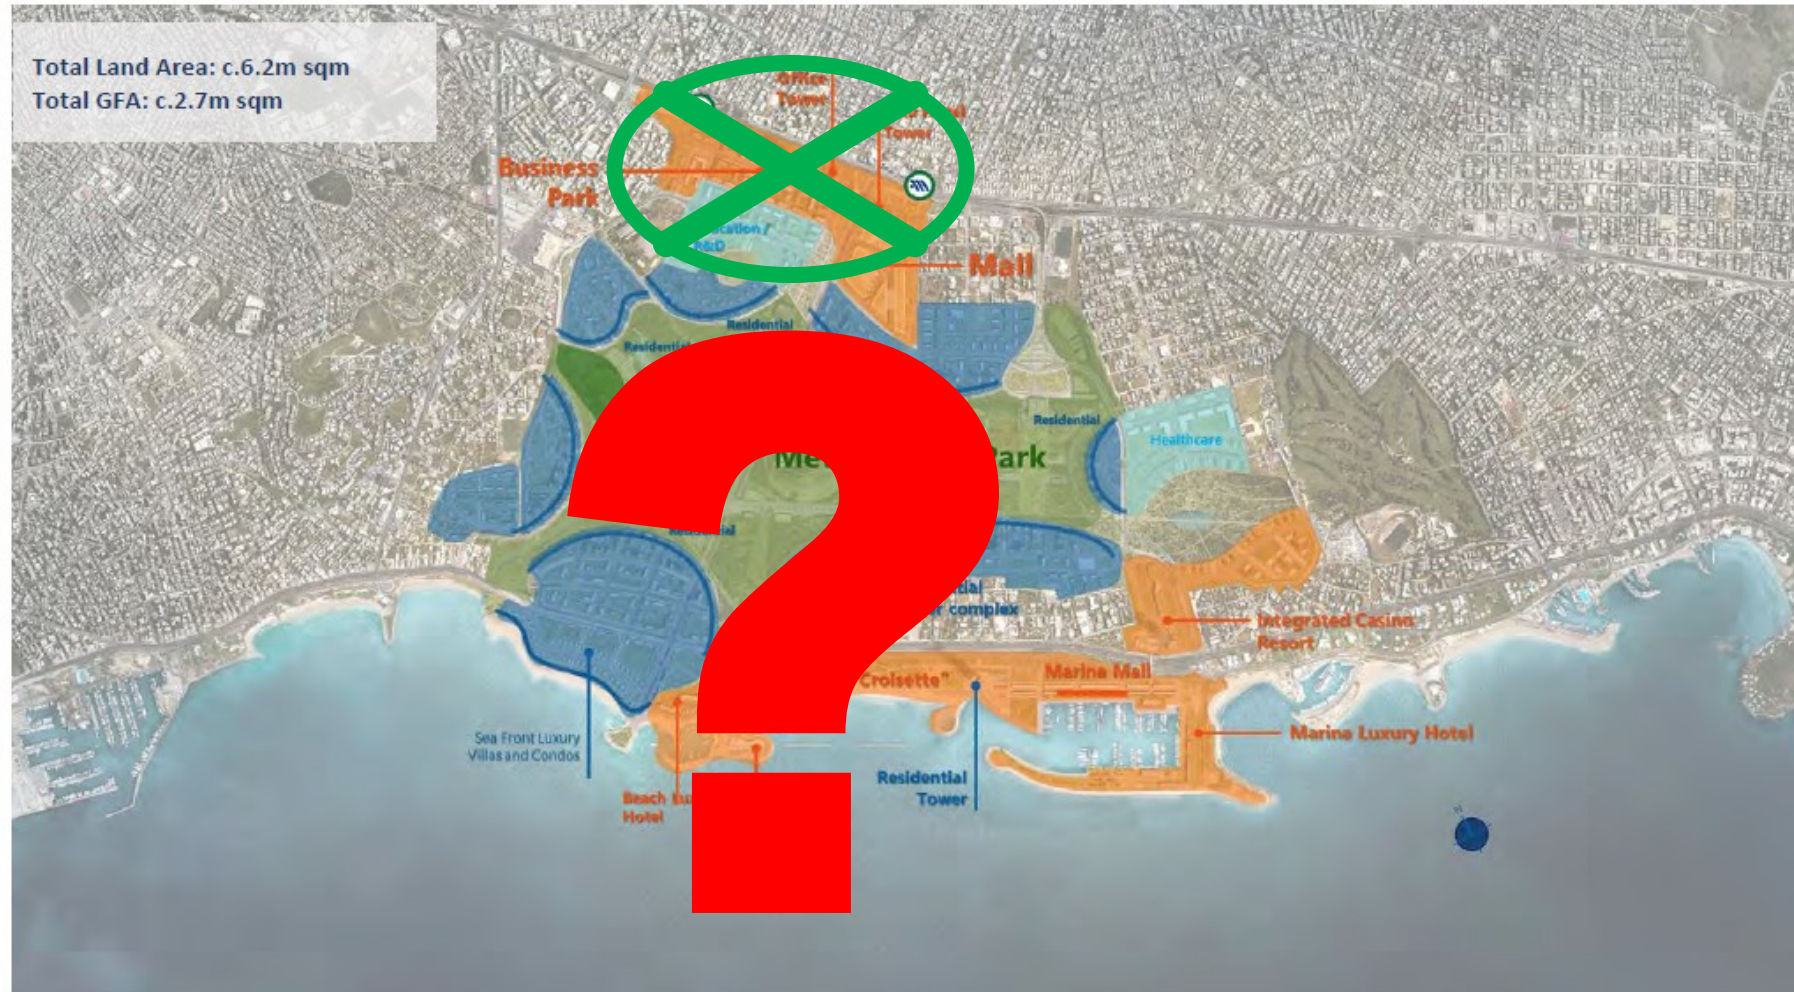 Total Land Area: c.6.2m sqm
Total GFA: c.2.7m sqm
Office
Tower
Tower
Business
Park
R&D
Mall
Residential
Residential
Residential
Healthcare
Park
complex
Integrated Casino
Resort
Croisette"
Marina Mall
Marina Luxury Hotel
Sea Front Luxury
Villas and Condos
Residential
Tower
Beach
Hotel
?